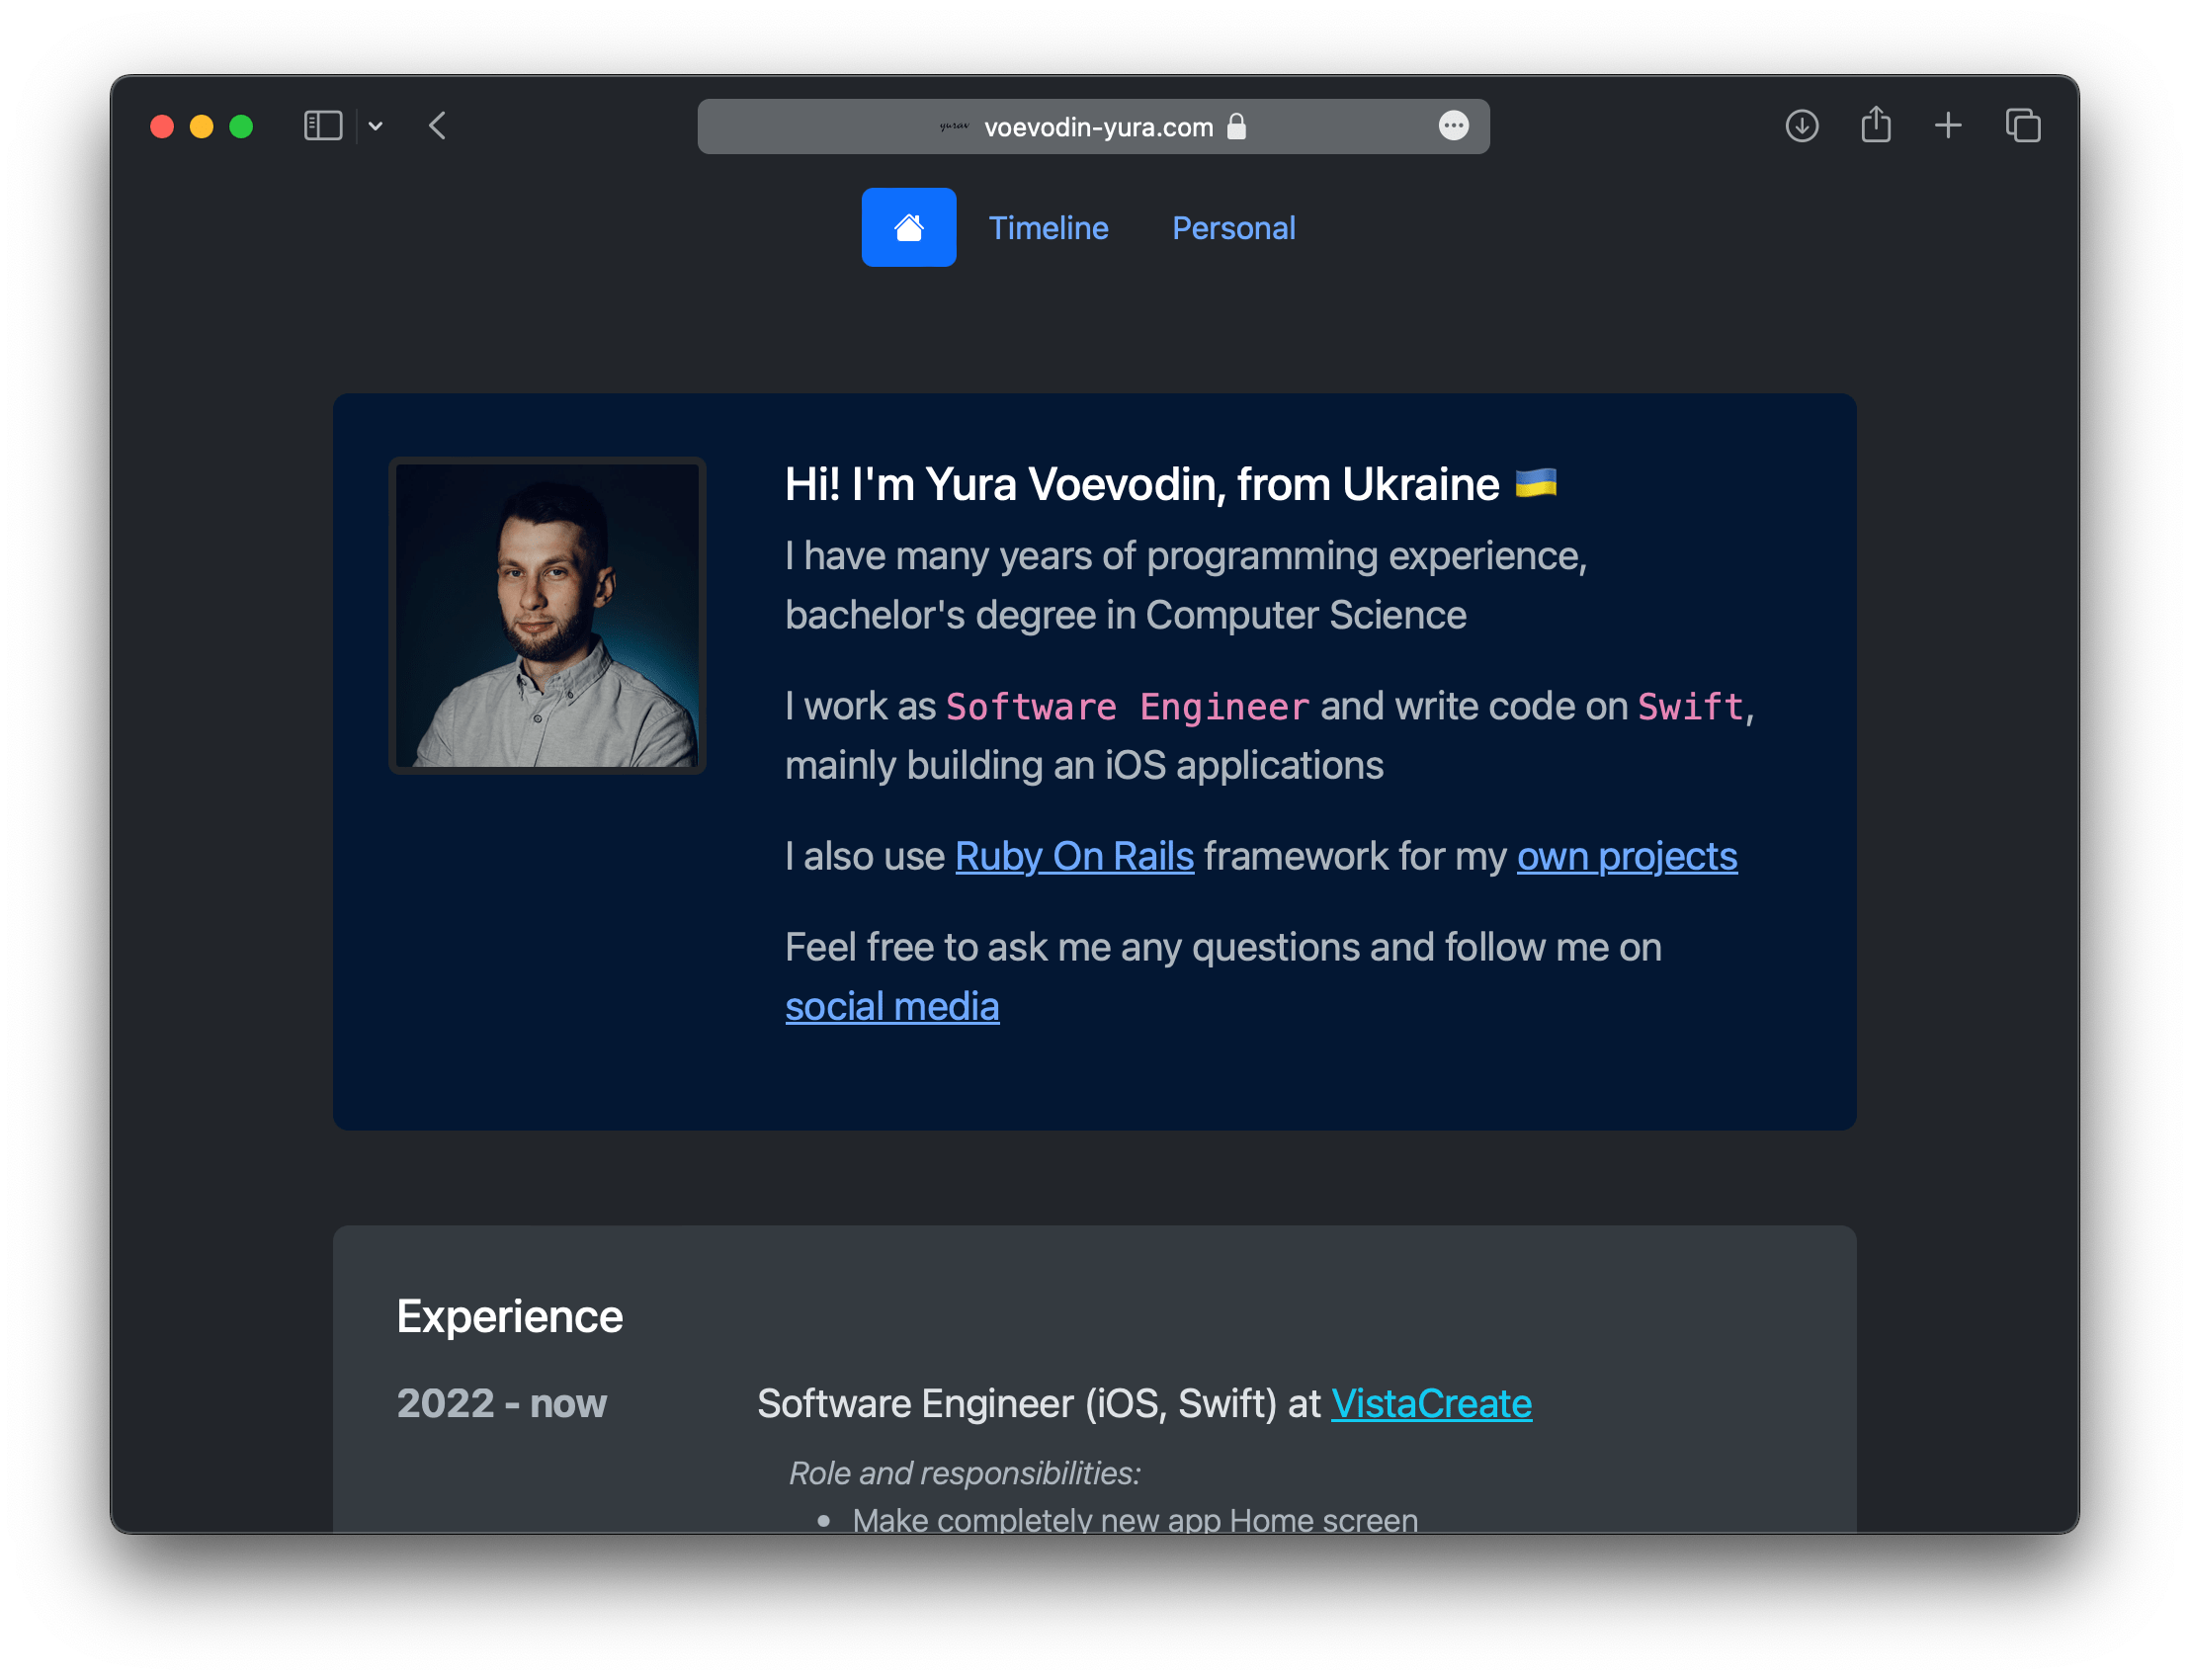 yurav voevodin-yura.com
Timeline Personal
Hi! I'm Yura Voevodin, from Ukraine 🇺🇦
I have many years of programming experience,
bachelor's degree in Computer Science
I work as Software Engineer and write code on Swift,
mainly building an iOS applications
I also use Ruby On Rails framework for my own projects
Feel free to ask me any questions and follow me on
social media
Experience
2022 - now Software Engineer (iOS, Swift) at VistaCreate
Role and responsibilities:
• Make completely new app Home screen